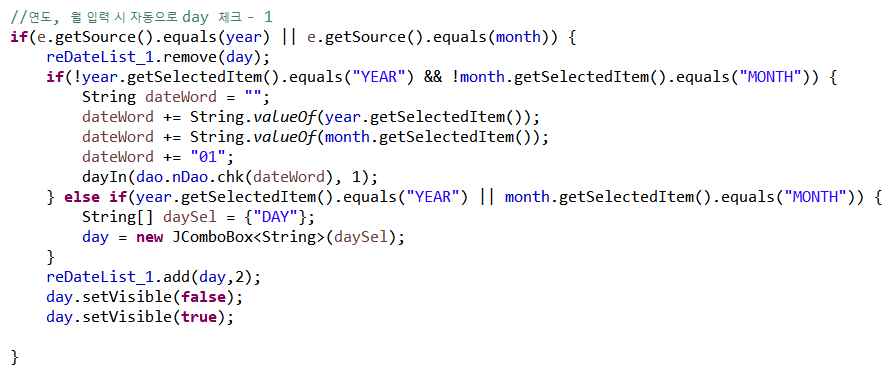 //연도, 월 입력 시 자동으로 day 체크 - 1
if(e.getSource().equals(year) || e.getSource().equals(month)) {
    reDateList_1.remove(day);
    if(!year.getSelectedItem().equals("YEAR") && !month.getSelectedItem().equals("MONTH")) {
        String dateWord = "";
        dateWord += String.valueOf(year.getSelectedItem());
        dateWord += String.valueOf(month.getSelectedItem());
        dateWord += "01";
        dayIn(dao.nDao.chk(dateWord), 1);
    } else if(year.getSelectedItem().equals("YEAR") || month.getSelectedItem().equals("MONTH")) {
        String[] daySel = {"DAY"};
        day = new JComboBox<String>(daySel);
    }
    reDateList_1.add(day,2);
    day.setVisible(false);
    day.setVisible(true);
}